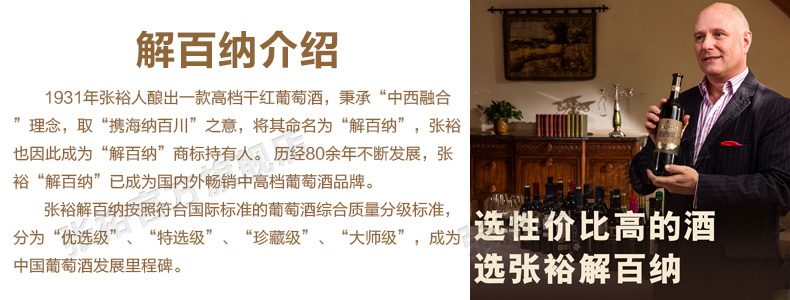 解百纳介绍
1931年张裕人酿出一款高档干红葡萄酒，秉承“中西融合
”理念，取“携海纳百川”之意，将其命名为“解百纳”，张裕
也因此成为“解百纳”商标持有人。历经80余年不断发展，张
裕“解百纳”已成为国内外畅销中高档葡萄酒品牌。
张裕解百纳按照符合国际标准的葡萄酒综合质量分级标准，
分为“优选级”、“特选级”、“珍藏级”、“大师级”，成为
中国葡萄酒发展里程碑。
张裕官方旗舰店
选性价比高的酒
选张裕解百纳